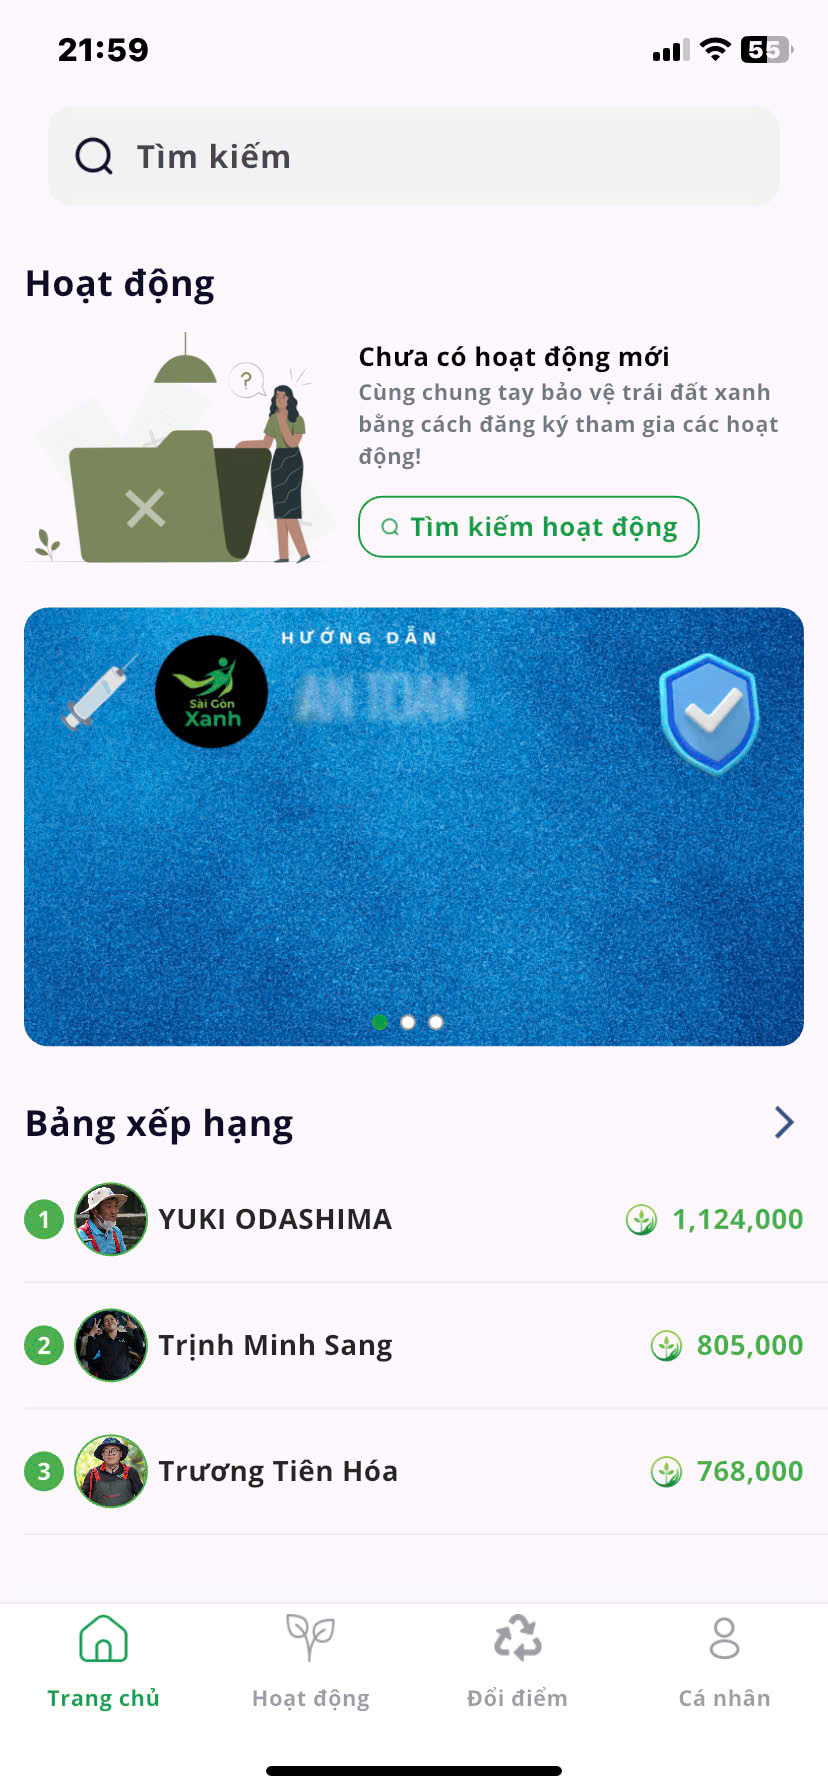 21:59
55
Tìm kiếm
Hoạt động
?
Chưa có hoạt động mới
Cùng chung tay bảo vệ trái đất xanh
bằng cách đăng ký tham gia các hoạt
động!
Tìm kiếm hoạt động
HƯỚNG DẪN
AN TOÀN
Sài Gòn
Xanh
Bảng xếp hạng
1 YUKI ODASHIMA 1,124,000
2 Trịnh Minh Sang 805,000
3 Trương Tiên Hóa 768,000
Trang chủ Hoạt động Đổi điểm Cá nhân